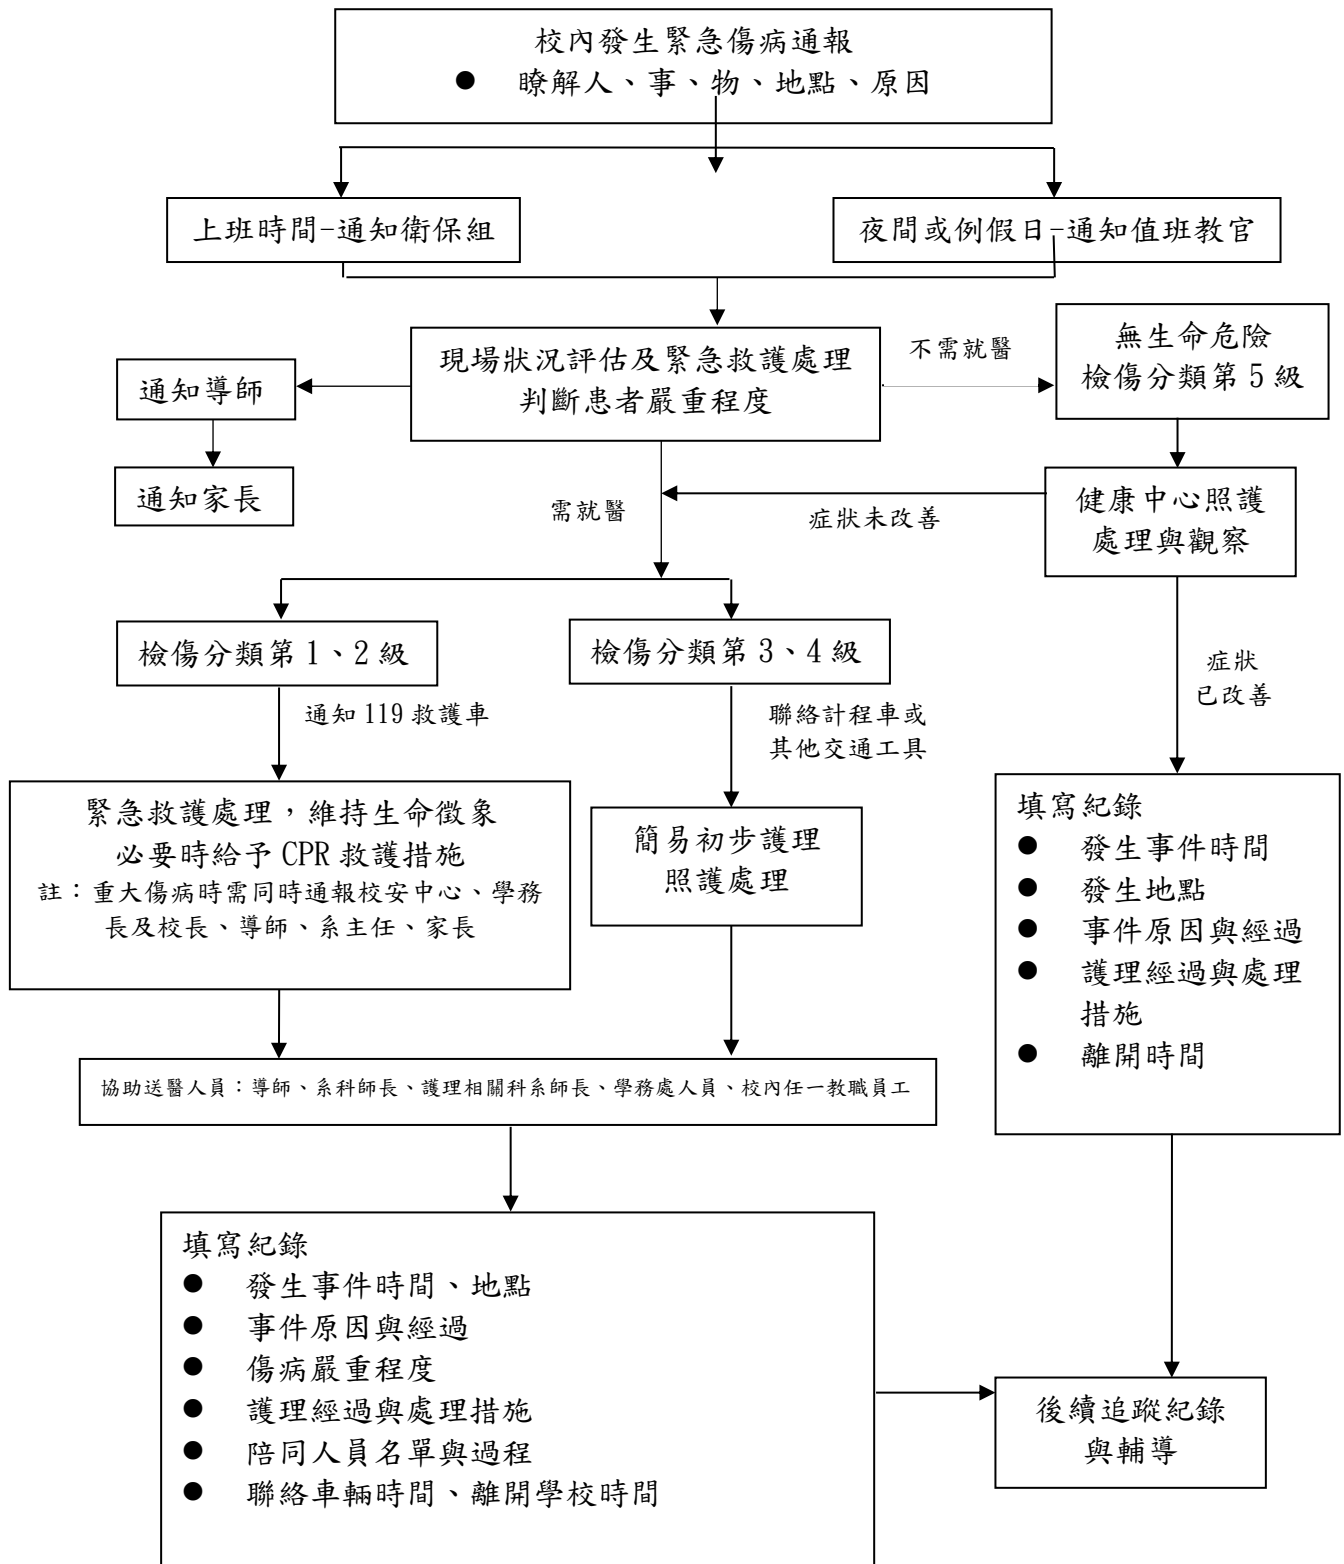 校內發生緊急傷病通報
● 瞭解人、事、物、地點、原因
上班時間-通知衛保組
夜間或例假日-通知值班教官
現場狀況評估及緊急救護處理
判斷患者嚴重程度
不需就醫
無生命危險
檢傷分類第 5 級
通知導師
通知家長
需就醫
症狀未改善
健康中心照護
處理與觀察
檢傷分類第 1、2 級
檢傷分類第 3、4 級
症狀
已改善
通知 119 救護車
聯絡計程車或
其他交通工具
緊急救護處理，維持生命徵象
必要時給予 CPR 救護措施
註：重大傷病時需同時通報校安中心、學務
長及校長、導師、系主任、家長
簡易初步護理
照護處理
填寫紀錄
● 發生事件時間
● 發生地點
● 事件原因與經過
● 護理經過與處理
措施
● 離開時間
協助送醫人員：導師、系科師長、護理相關科系師長、學務處人員、校內任一教職員工
填寫紀錄
● 發生事件時間、地點
● 事件原因與經過
● 傷病嚴重程度
● 護理經過與處理措施
● 陪同人員名單與過程
● 聯絡車輛時間、離開學校時間
後續追蹤紀錄
與輔導